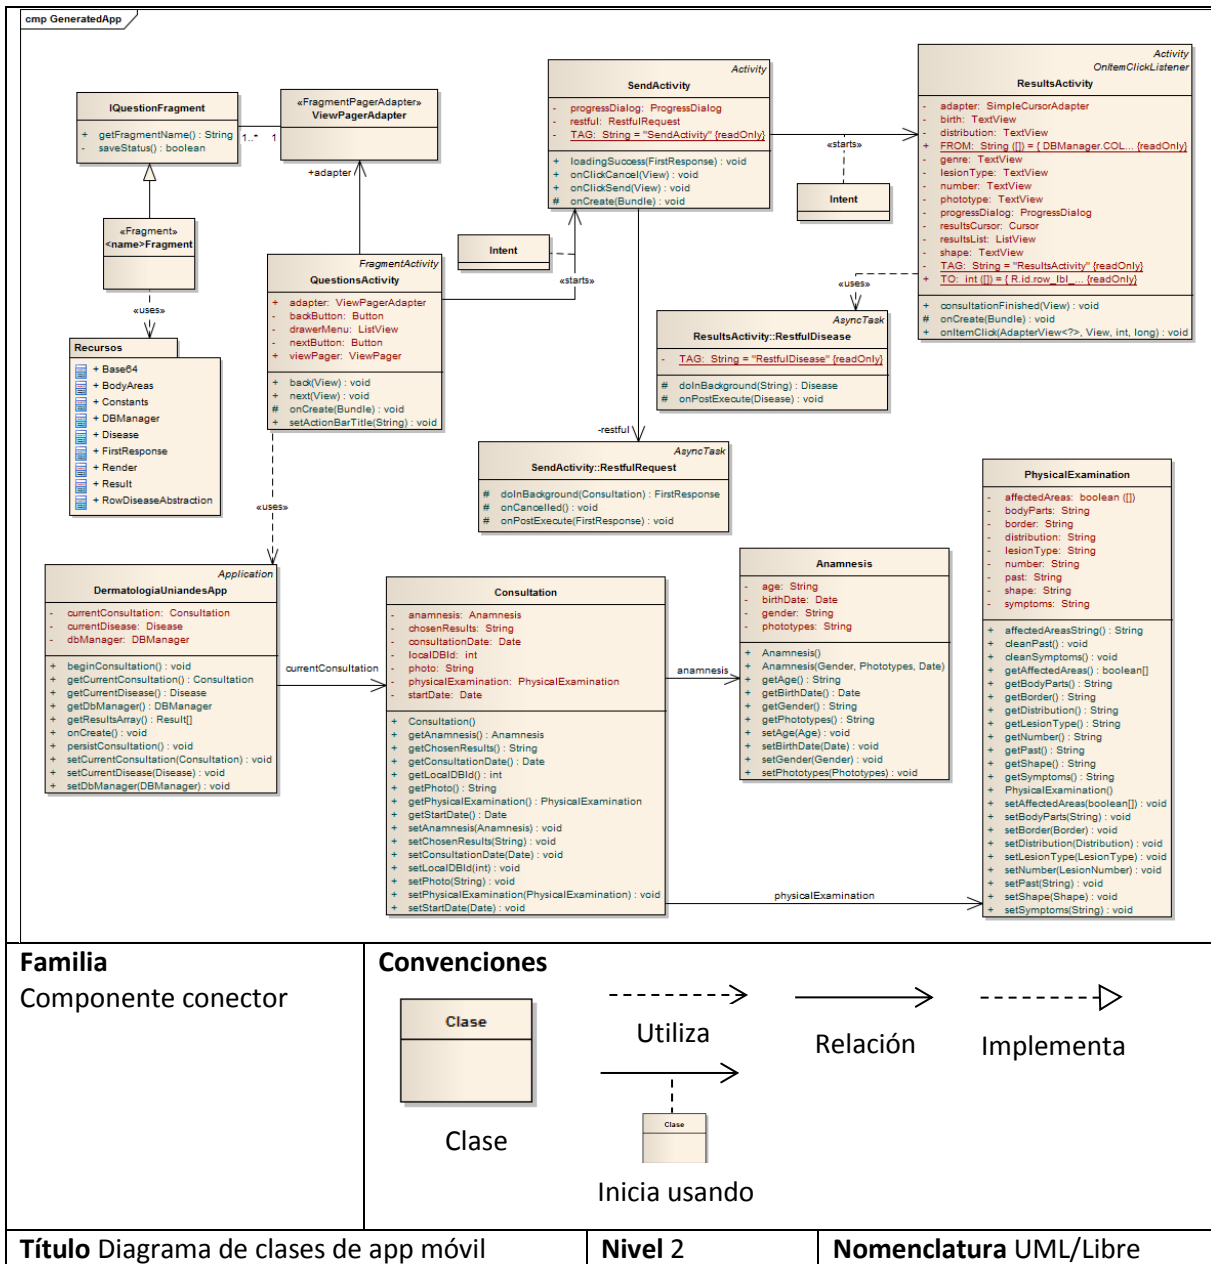 cmp GeneratedApp
IQuestionFragment
+ getFragmentName() : String
- saveStatus() : boolean
1..* 1
«FragmentPagerAdapter»
ViewPagerAdapter
+adapter
«Fragment»
<name>Fragment
«uses»
Recursos
+ Base64
+ BodyAreas
+ Constants
+ DBManager
+ Disease
+ FirstResponse
+ Render
+ Result
+ RowDiseaseAbstraction
FragmentActivity
QuestionsActivity
+ adapter: ViewPagerAdapter
- backButton: Button
- drawerMenu: ListView
- nextButton: Button
+ viewPager: ViewPager
+ back(View) : void
+ next(View) : void
# onCreate(Bundle) : void
+ setActionBarTitle(String) : void
«uses»
Intent
«starts»
Activity
SendActivity
- progressDialog: ProgressDialog
- restful: RestfulRequest
- TAG: String = "SendActivity" {readOnly}
+ loadingSuccess(FirstResponse) : void
+ onClickCancel(View) : void
+ onClickSend(View) : void
# onCreate(Bundle) : void
«starts»
Intent
Activity
OnItemClickListener
ResultsActivity
- adapter: SimpleCursorAdapter
- birth: TextView
- distribution: TextView
+ FROM: String ([]) = { DBManager.COL... {readOnly}
- genre: TextView
- lesionType: TextView
- number: TextView
- phototype: TextView
- progressDialog: ProgressDialog
- resultsCursor: Cursor
- resultsList: ListView
- shape: TextView
- TAG: String = "ResultsActivity" {readOnly}
+ TO: int ([]) = { R.id.row_lbl_... {readOnly}
+ consultationFinished(View) : void
# onCreate(Bundle) : void
+ onItemClick(AdapterView<?>, View, int, long) : void
«uses»
AsyncTask
ResultsActivity::RestfulDisease
- TAG: String = "RestfulDisease" {readOnly}
# doInBackground(String) : Disease
# onPostExecute(Disease) : void
-restful
AsyncTask
SendActivity::RestfulRequest
# doInBackground(Consultation) : FirstResponse
# onCancelled() : void
# onPostExecute(FirstResponse) : void
Application
DermatologiaUniandesApp
- currentConsultation: Consultation
- currentDisease: Disease
- dbManager: DBManager
+ beginConsultation() : void
+ getCurrentConsultation() : Consultation
+ getCurrentDisease() : Disease
+ getDbManager() : DBManager
+ getResultsArray() : Result[]
+ onCreate() : void
+ persistConsultation() : void
+ setCurrentConsultation(Consultation) : void
+ setCurrentDisease(Disease) : void
+ setDbManager(DBManager) : void
currentConsultation
Consultation
- anamnesis: Anamnesis
- chosenResults: String
- consultationDate: Date
- localDBId: int
- photo: String
- physicalExamination: PhysicalExamination
- startDate: Date
+ Consultation()
+ getAnamnesis() : Anamnesis
+ getChosenResults() : String
+ getConsultationDate() : Date
+ getLocalDBId() : int
+ getPhoto() : String
+ getPhysicalExamination() : PhysicalExamination
+ getStartDate() : Date
+ setAnamnesis(Anamnesis) : void
+ setChosenResults(String) : void
+ setConsultationDate(Date) : void
+ setLocalDBId(int) : void
+ setPhoto(String) : void
+ setPhysicalExamination(PhysicalExamination) : void
+ setStartDate(Date) : void
anamnesis
Anamnesis
- age: String
- birthDate: Date
- gender: String
- phototypes: String
+ Anamnesis()
+ Anamnesis(Gender, Phototypes, Date)
+ getAge() : String
+ getBirthDate() : Date
+ getGender() : String
+ getPhototypes() : String
+ setAge(Age) : void
+ setBirthDate(Date) : void
+ setGender(Gender) : void
+ setPhototypes(Phototypes) : void
physicalExamination
PhysicalExamination
- affectedAreas: boolean ([])
- bodyParts: String
- border: String
- distribution: String
- lesionType: String
- number: String
- past: String
- shape: String
- symptoms: String
+ affectedAreasString() : String
+ cleanPast() : void
+ cleanSymptoms() : void
+ getAffectedAreas() : boolean[]
+ getBodyParts() : String
+ getBorder() : String
+ getDistribution() : String
+ getLesionType() : String
+ getNumber() : String
+ getPast() : String
+ getShape() : String
+ getSymptoms() : String
+ PhysicalExamination()
+ setAffectedAreas(boolean[]) : void
+ setBodyParts(String) : void
+ setBorder(Border) : void
+ setDistribution(Distribution) : void
+ setLesionType(LesionType) : void
+ setNumber(LesionNumber) : void
+ setPast(String) : void
+ setShape(Shape) : void
+ setSymptoms(String) : void
Familia
Componente conector
Convenciones
Clase
Clase
Utiliza
Relación
Implementa
Clase
Inicia usando
Título Diagrama de clases de app móvil
Nivel 2
Nomenclatura UML/Libre